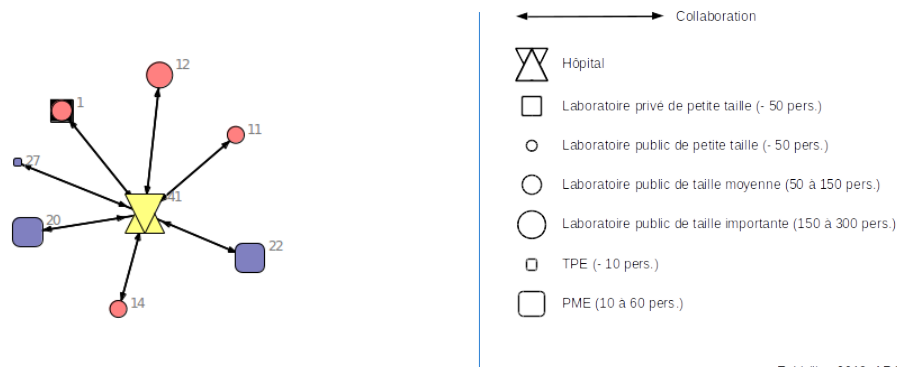 Collaboration
12
Hôpital
1
Laboratoire privé de petite taille (- 50 pers.)
11
Laboratoire public de petite taille (- 50 pers.)
27
Laboratoire public de taille moyenne (50 à 150 pers.)
41
20
Laboratoire public de taille importante (150 à 300 pers.)
22
TPE (- 10 pers.)
14
PME (10 à 60 pers.)